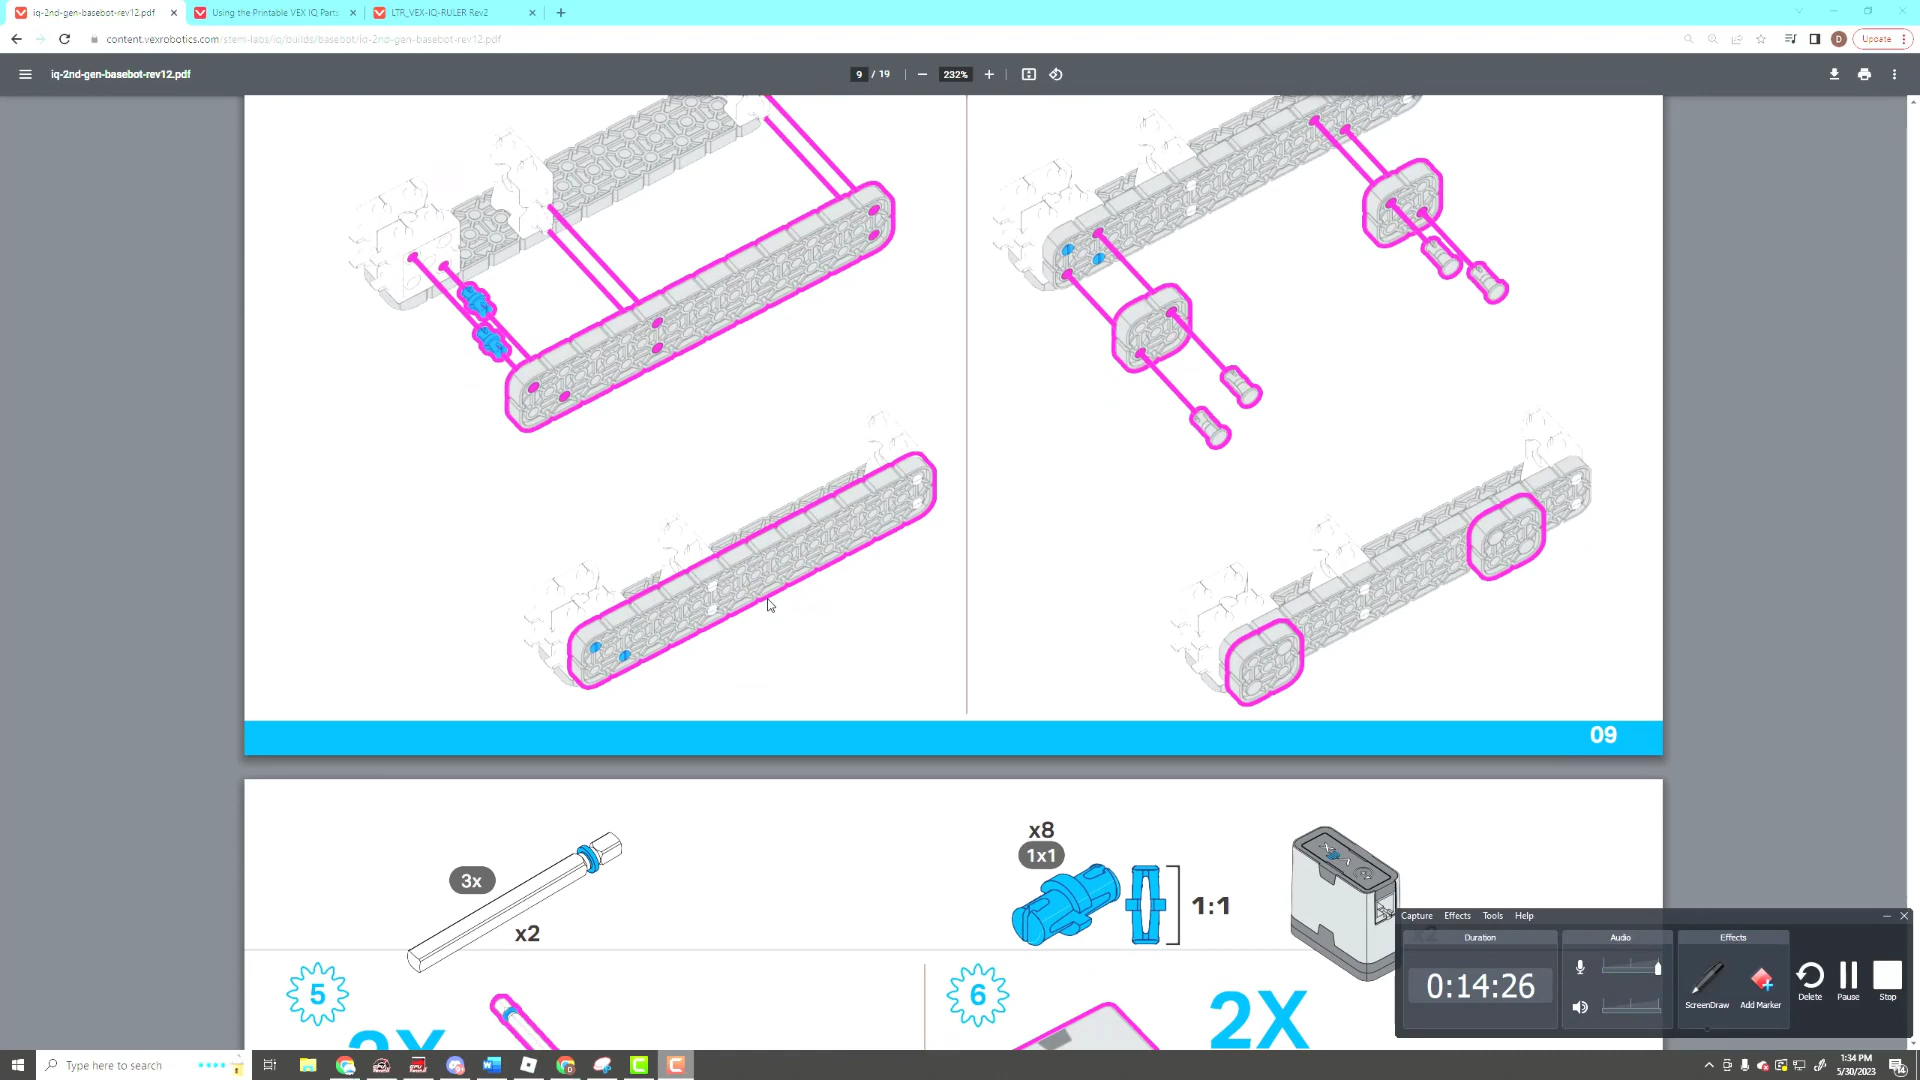 iq-2nd-gen-basebot-rev12.pdf
Using the Printable VEX IQ Parts
LTR_VEX-IQ-RULER Rev2
content.vexrobotics.com/stem-labs/iq/builds/basebot/iq-2nd-gen-basebot-rev12.pdf
D
Update
iq-2nd-gen-basebot-rev12.pdf
9 / 19
232%
09
3x
x2
x8
1x1
1:1
5
2X
6
2X
Capture Effects Tools Help
Duration
Audio
Effects
0:14:26
ScreenDraw
Add Marker
Delete
Pause
Stop
Type here to search
1:34 PM
5/30/2023